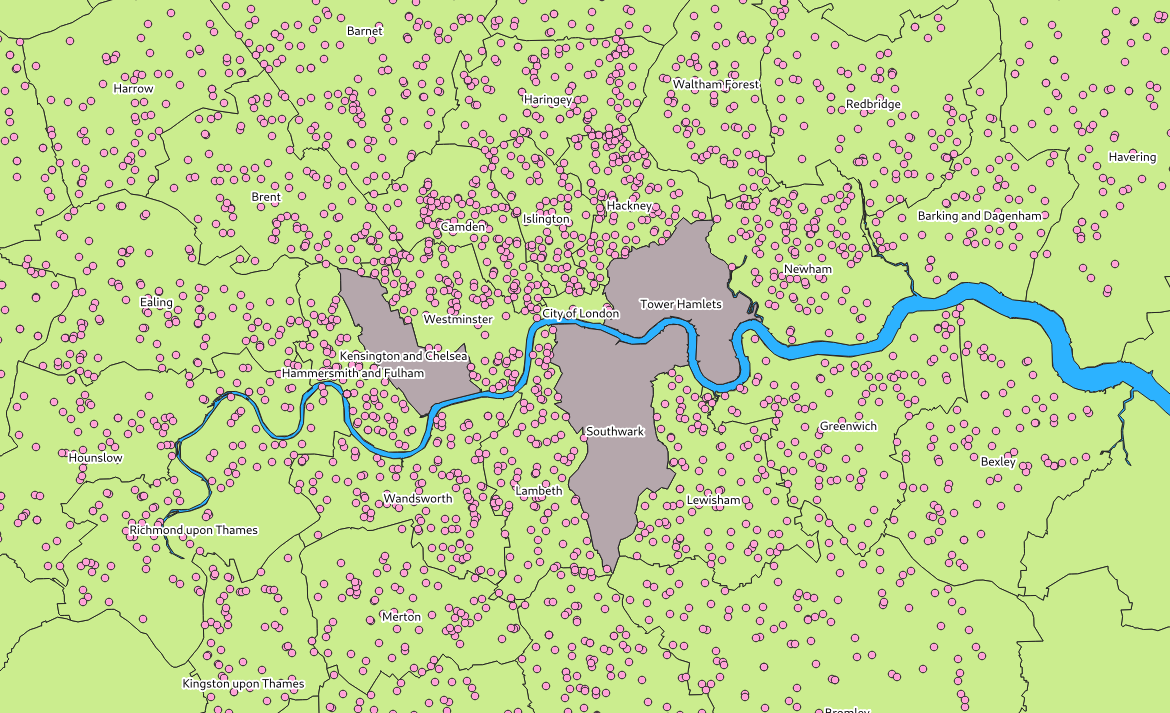 Barnet
Harrow
Waltham Forest
Haringey
Redbridge
Havering
Brent
Hackney
Islington
Barking and Dagenham
Camden
Newham
Ealing
Tower Hamlets
City of London
Westminster
Kensington and Chelsea
Hammersmith and Fulham
Greenwich
Southwark
Hounslow
Bexley
Lambeth
Wandsworth
Lewisham
Richmond upon Thames
Merton
Kingston upon Thames
Bromley